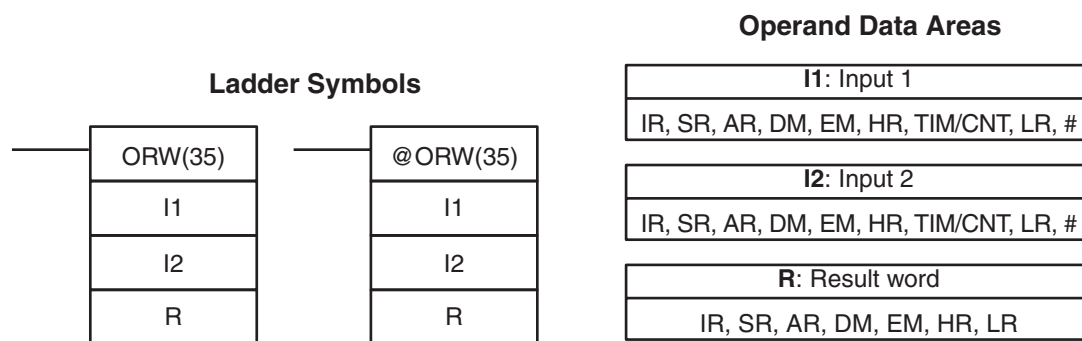 Ladder Symbols
ORW(35)
I1
I2
R
@ORW(35)
I1
I2
R
Operand Data Areas
I1: Input 1
IR, SR, AR, DM, EM, HR, TIM/CNT, LR, #
I2: Input 2
IR, SR, AR, DM, EM, HR, TIM/CNT, LR, #
R: Result word
IR, SR, AR, DM, EM, HR, LR